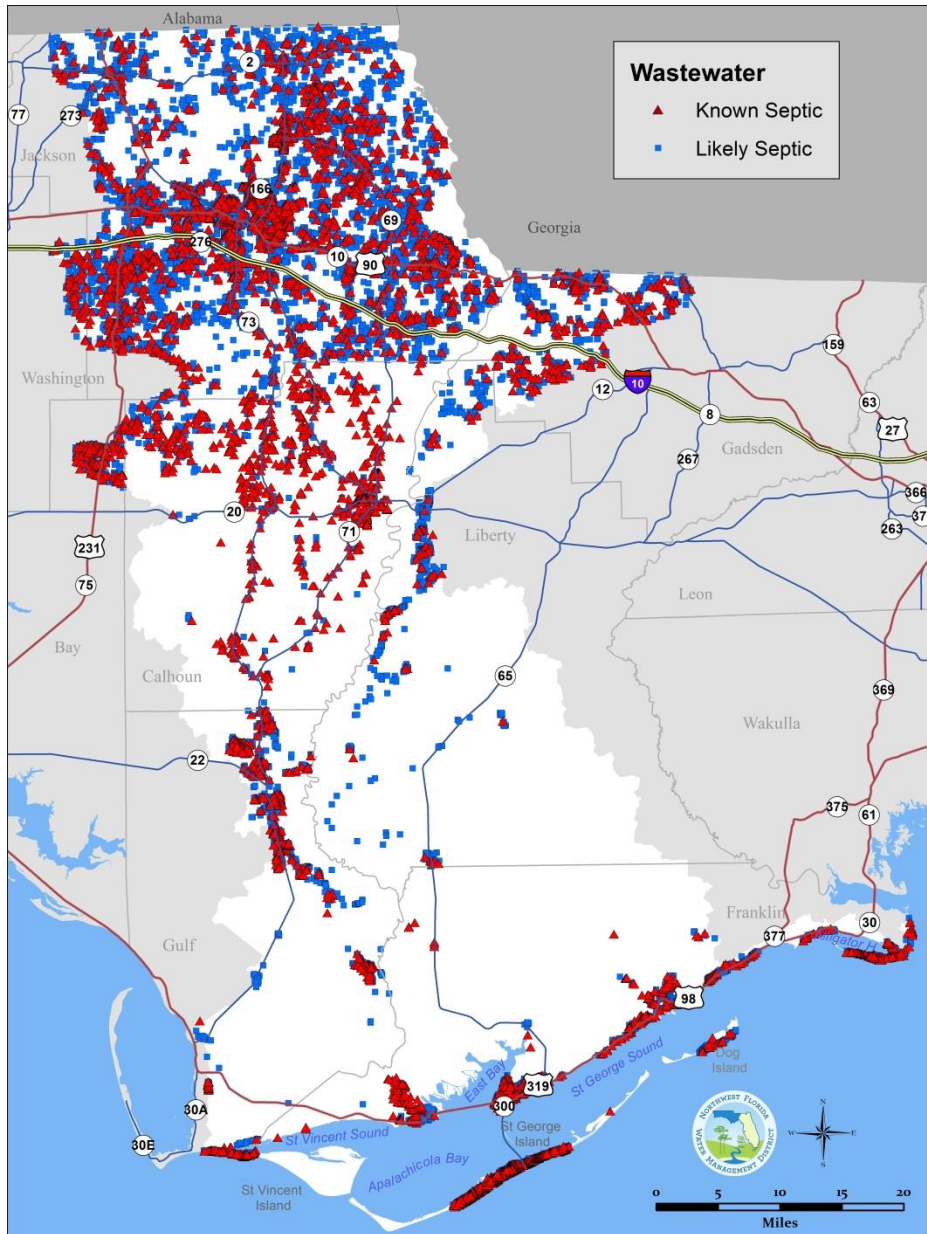 Alabama
Wastewater
Known Septic
Likely Septic
2
77
273
Jackson
166
69
Georgia
276
10
90
73
159
Washington
12
10
63
8
27
Gadsden
267
366
20
37
71
263
Liberty
231
75
Leon
Bay
65
Calhoun
369
Wakulla
22
375
61
Franklin
30
377
Gulf
98
Dog
Island
East Bay
St George Sound
319
300
30A
St George
Island
30E
St Vincent Sound
Apalachicola Bay
St Vincent
Island
NORTHWEST FLORIDA
WATER MANAGEMENT DISTRICT
N
W
E
S
0 5 10 15 20
Miles